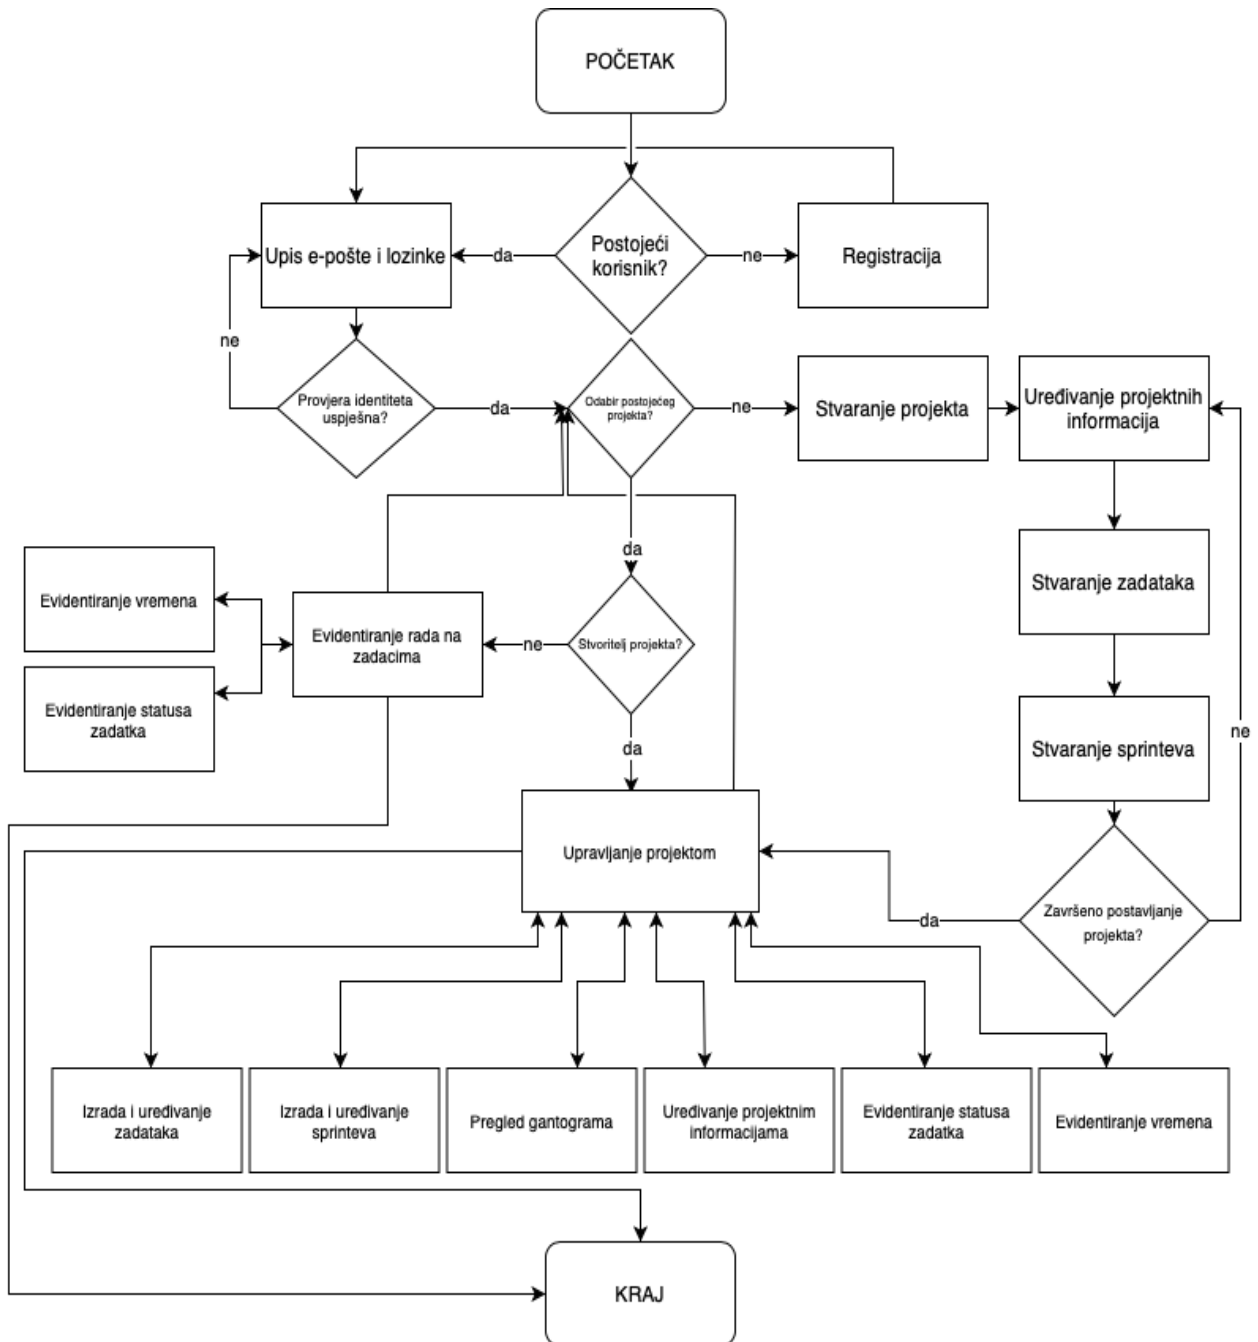 POČETAK
Upis e-pošte i lozinke
da
Postojeći
korisnik?
ne
Registracija
ne
Provjera identiteta
uspješna?
da
Odabir postojećeg
projekta?
ne
Stvaranje projekta
Uređivanje projektnih
informacija
da
Stvaranje zadataka
Evidentiranje vremena
Evidentiranje rada na
zadacima
ne
Stvoritelj projekta?
Evidentiranje statusa
zadatka
da
Stvaranje sprinteva
ne
Upravljanje projektom
da
Završeno postavljanje
projekta?
Izrada i uređivanje
zadataka
Izrada i uređivanje
sprinteva
Pregled gantograma
Uređivanje projektnim
informacijama
Evidentiranje statusa
zadatka
Evidentiranje vremena
KRAJ